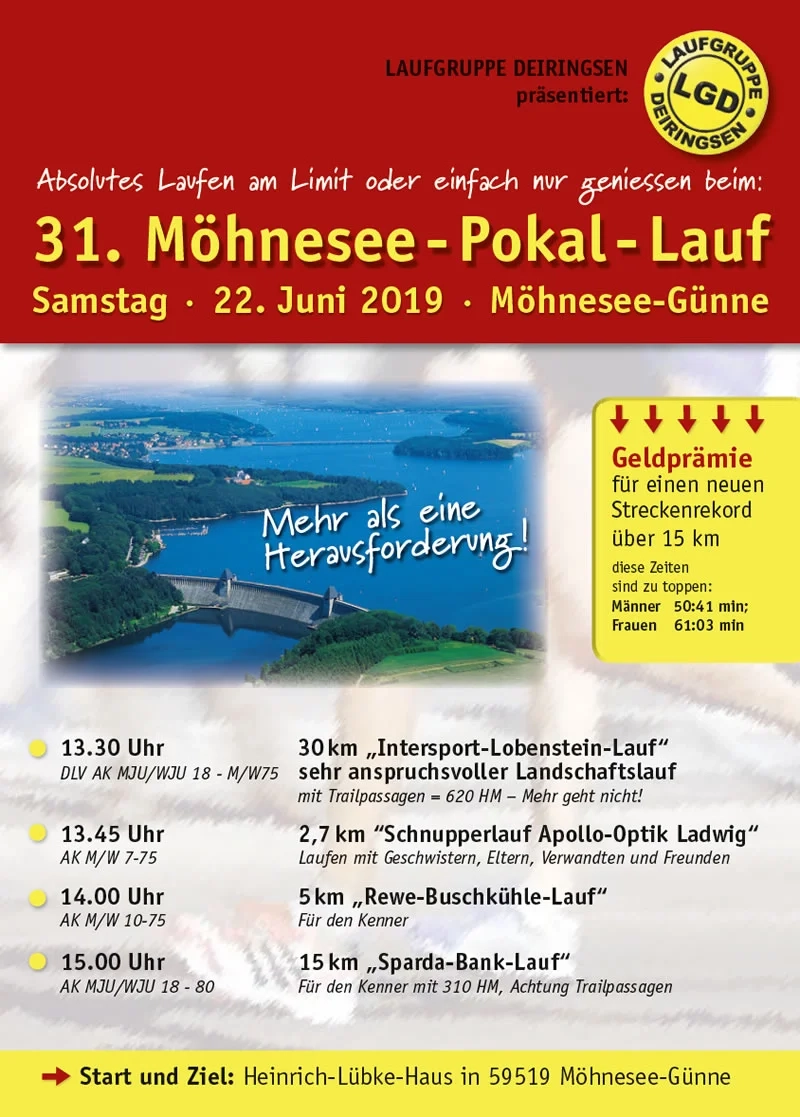 LAUFGRUPPE DEIRINGSEN
präsentiert:
LAUFGRUPPE
LGD
DEIRINGSEN
Absolutes Laufen am Limit oder einfach nur geniessen beim:
31. Möhnesee-Pokal-Lauf
Samstag · 22. Juni 2019 · Möhnesee-Günne
Mehr als eine
Herausforderung!
Geldprämie
für einen neuen
Streckenrekord
über 15 km
diese Zeiten
sind zu toppen:
Männer 50:41 min;
Frauen 61:03 min
13.30 Uhr 30 km „Intersport-Lobenstein-Lauf“
DLV AK MJU/WJU 18 - M/W75 sehr anspruchsvoller Landschaftslauf
mit Trailpassagen = 620 HM – Mehr geht nicht!
13.45 Uhr 2,7 km “Schnupperlauf Apollo-Optik Ladwig“
AK M/W 7-75 Laufen mit Geschwistern, Eltern, Verwandten und Freunden
14.00 Uhr 5 km „Rewe-Buschkühle-Lauf“
AK M/W 10-75 Für den Kenner
15.00 Uhr 15 km „Sparda-Bank-Lauf“
AK MJU/WJU 18 - 80 Für den Kenner mit 310 HM, Achtung Trailpassagen
Start und Ziel: Heinrich-Lübke-Haus in 59519 Möhnesee-Günne